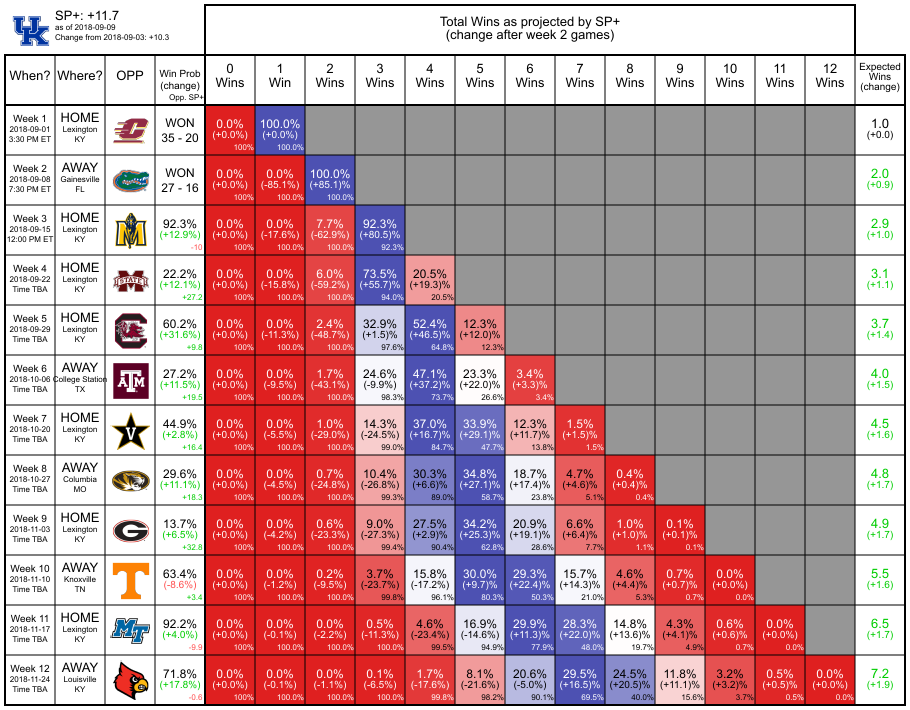 SP+: +11.7
as of 2018-09-09
Change from 2018-09-03: +10.3
Total Wins as projected by SP+
(change after week 2 games)
When? Where? OPP Win Prob (change) Opp. SP+ 0 Wins 1 Win 2 Wins 3 Wins 4 Wins 5 Wins 6 Wins 7 Wins 8 Wins 9 Wins 10 Wins 11 Wins 12 Wins Expected Wins (change)
Week 1 HOME C WON 0.0% 100.0% 1.0
2018-09-01 Lexington 35 - 20 (+0.0%) (+0.0%) (+0.0)
3:30 PM ET KY 100% 100.0%
Week 2 AWAY WON 0.0% 0.0% 100.0% 2.0
2018-09-08 Gainesville 27 - 16 (+0.0%) (-85.1%) (+85.1)% (+0.9)
7:30 PM ET FL 100% 100.0% 100.0%
Week 3 HOME M 92.3% 0.0% 0.0% 7.7% 92.3% 2.9
2018-09-15 Lexington (+12.9%) (+0.0%) (-17.6%) (-62.9%) (+80.5)% (+1.0)
12:00 PM ET KY -10 100% 100.0% 100.0% 92.3%
Week 4 HOME M STATE 22.2% 0.0% 0.0% 6.0% 73.5% 20.5% 3.1
2018-09-22 Lexington (+12.1%) (+0.0%) (-15.8%) (-59.2%) (+55.7)% (+19.3)% (+1.1)
Time TBA KY +27.2 100% 100.0% 100.0% 94.0% 20.5%
Week 5 HOME 60.2% 0.0% 0.0% 2.4% 32.9% 52.4% 12.3% 3.7
2018-09-29 Lexington (+31.6%) (+0.0%) (-11.3%) (-48.7%) (+1.5)% (+46.5)% (+12.0)% (+1.4)
Time TBA KY +9.8 100% 100.0% 100.0% 97.6% 64.8% 12.3%
Week 6 AWAY ATM 27.2% 0.0% 0.0% 1.7% 24.6% 47.1% 23.3% 3.4% 4.0
2018-10-06 College Station (+11.5%) (+0.0%) (-9.5%) (-43.1%) (-9.9%) (+37.2)% (+22.0)% (+3.3)% (+1.5)
Time TBA TX +19.5 100% 100.0% 100.0% 98.3% 73.7% 26.6% 3.4%
Week 7 HOME V 44.9% 0.0% 0.0% 1.0% 14.3% 37.0% 33.9% 12.3% 1.5% 4.5
2018-10-20 Lexington (+2.8%) (+0.0%) (-5.5%) (-29.0%) (-24.5%) (+16.7)% (+29.1)% (+11.7)% (+1.5)% (+1.6)
Time TBA KY +16.4 100% 100.0% 100.0% 99.0% 84.7% 47.7% 13.8% 1.5%
Week 8 AWAY 29.6% 0.0% 0.0% 0.7% 10.4% 30.3% 34.8% 18.7% 4.7% 0.4% 4.8
2018-10-27 Columbia (+11.1%) (+0.0%) (-4.5%) (-24.8%) (-26.8%) (+6.6)% (+27.1)% (+17.4)% (+4.6)% (+0.4)% (+1.7)
Time TBA MO +18.3 100% 100.0% 100.0% 99.3% 89.0% 58.7% 23.8% 5.1% 0.4%
Week 9 HOME G 13.7% 0.0% 0.0% 0.6% 9.0% 27.5% 34.2% 20.9% 6.6% 1.0% 0.1% 4.9
2018-11-03 Lexington (+6.5%) (+0.0%) (-4.2%) (-23.3%) (-27.3%) (+2.9)% (+25.3)% (+19.1)% (+6.4)% (+1.0)% (+0.1)% (+1.7)
Time TBA KY +32.8 100% 100.0% 100.0% 99.4% 90.4% 62.8% 28.6% 7.7% 1.1% 0.1%
Week 10 AWAY T 63.4% 0.0% 0.0% 0.2% 3.7% 15.8% 30.0% 29.3% 15.7% 4.6% 0.7% 0.0% 5.5
2018-11-10 Knoxville (-8.6%) (+0.0%) (-1.2%) (-9.5%) (-23.7%) (-17.2%) (+9.7)% (+22.4)% (+14.3)% (+4.4)% (+0.7)% (+0.0%) (+1.6)
Time TBA TN +3.4 100% 100.0% 100.0% 99.8% 96.1% 80.3% 50.3% 21.0% 5.3% 0.7% 0.0%
Week 11 HOME MT 92.2% 0.0% 0.0% 0.0% 0.5% 4.6% 16.9% 29.9% 28.3% 14.8% 4.3% 0.6% 0.0% 6.5
2018-11-17 Lexington (+4.0%) (+0.0%) (-0.1%) (-2.2%) (-11.3%) (-23.4%) (-14.6%) (+11.3)% (+22.0)% (+13.6)% (+4.1)% (+0.6)% (+0.0%) (+1.7)
Time TBA KY -9.9 100% 100.0% 100.0% 100.0% 99.5% 94.9% 77.9% 48.0% 19.7% 4.9% 0.7% 0.0%
Week 12 AWAY 71.8% 0.0% 0.0% 0.0% 0.1% 1.7% 8.1% 20.6% 29.5% 24.5% 11.8% 3.2% 0.5% 0.0% 7.2
2018-11-24 Louisville (+17.8%) (+0.0%) (-0.1%) (-1.1%) (-6.5%) (-17.6%) (-21.6%) (-5.0%) (+16.5)% (+20.5)% (+11.1)% (+3.2)% (+0.5)% (+0.0%) (+1.9)
Time TBA KY -0.6 100% 100.0% 100.0% 100.0% 99.8% 98.2% 90.1% 69.5% 40.0% 15.6% 3.7% 0.5% 0.0%